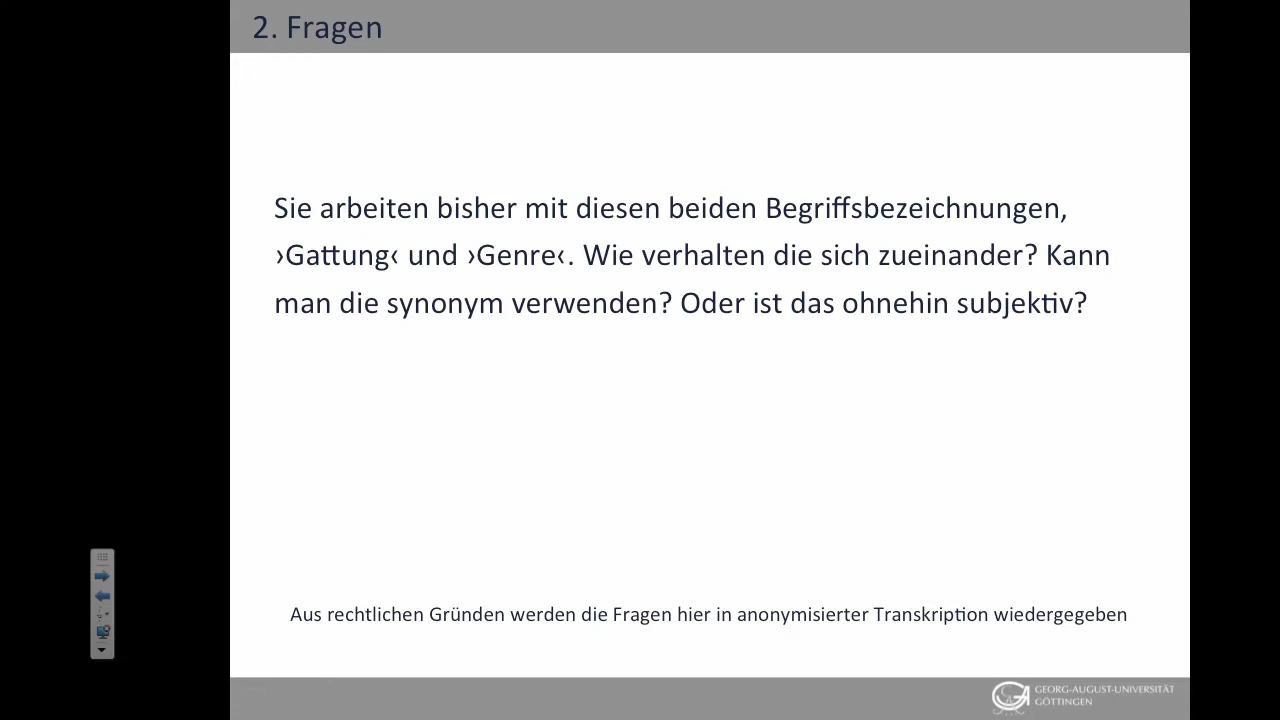 2. Fragen
Sie arbeiten bisher mit diesen beiden Begriffsbezeichnungen,
›Gattung‹ und ›Genre‹. Wie verhalten die sich zueinander? Kann
man die synonym verwenden? Oder ist das ohnehin subjektiv?
Aus rechtlichen Gründen werden die Fragen hier in anonymisierter Transkription wiedergegeben
GEORG-AUGUST-UNIVERSITÄT
GÖTTINGEN